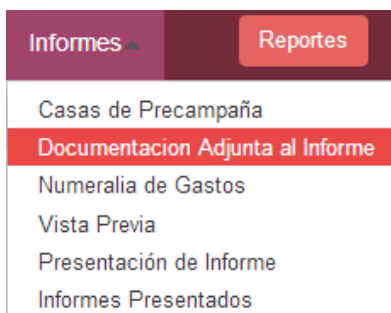 Informes Reportes
Casas de Precampaña
Documentacion Adjunta al Informe
Numeralia de Gastos
Vista Previa
Presentación de Informe
Informes Presentados